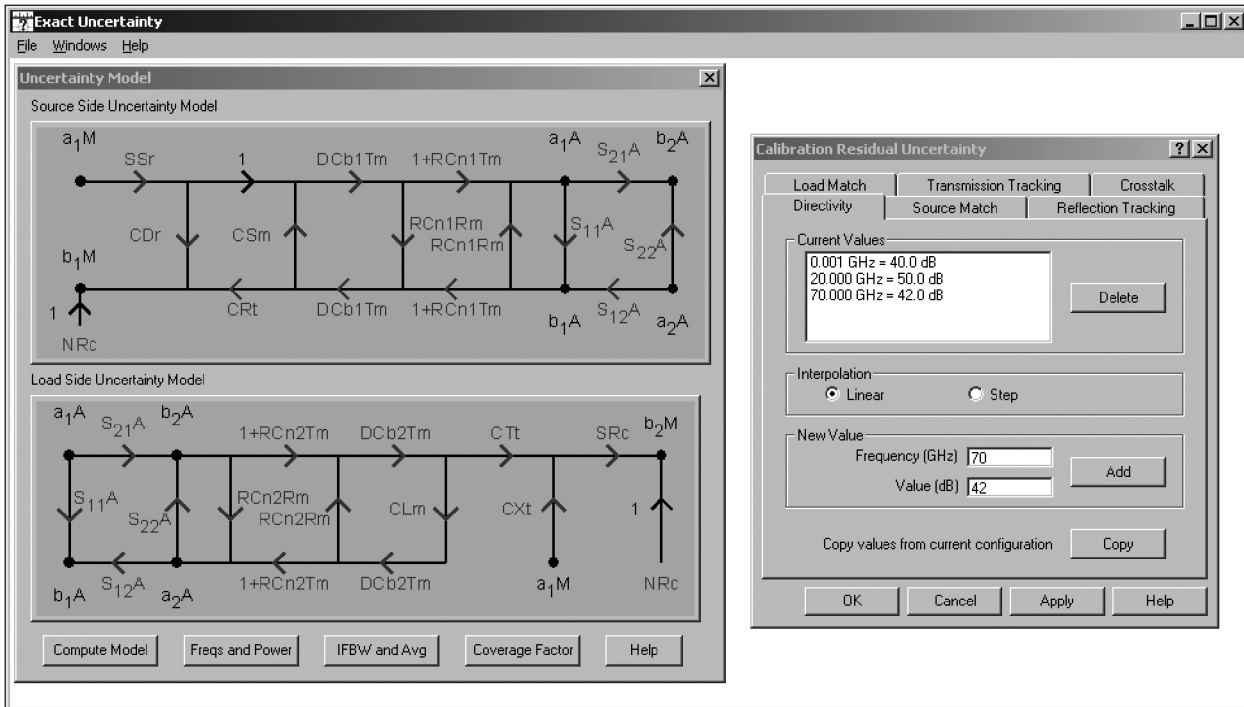 Exact Uncertainty
File Windows Help
Uncertainty Model
Source Side Uncertainty Model
a1M a1A b2A
SSr 1 DCb1Tm 1+RCn1Tm S21A
CDr CSm RCn1Rm S11A
RCn1Rm S22A
b1M
1 CRt DCb1Tm 1+RCn1Tm b1A S12A a2A
NRc
Load Side Uncertainty Model
a1A b2A b2M
S21A 1+RCn2Tm DCb2Tm CTt SRc
S11A RCn2Rm CLm CXt 1
S22A RCn2Rm
b1A S12A a2A 1+RCn2Tm DCb2Tm a1M NRc
Compute Model Freqs and Power IFBW and Avg Coverage Factor Help
Calibration Residual Uncertainty
Load Match Transmission Tracking Crosstalk
Directivity Source Match Reflection Tracking
Current Values
0.001 GHz = 40.0 dB
20.000 GHz = 50.0 dB
70.000 GHz = 42.0 dB
Delete
Interpolation
Linear Step
New Value
Frequency (GHz) 70
Value (dB) 42
Add
Copy values from current configuration Copy
OK Cancel Apply Help